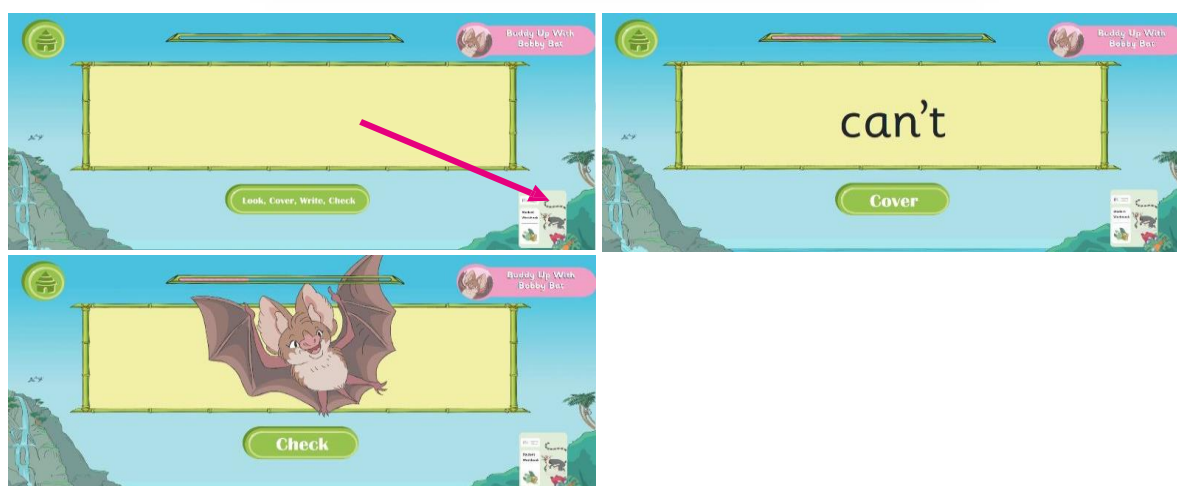 Buddy Up With
Bobby Bat
Look, Cover, Write, Check
Buddy Up With
Bobby Bat
can't
Cover
Buddy Up With
Bobby Bat
Check